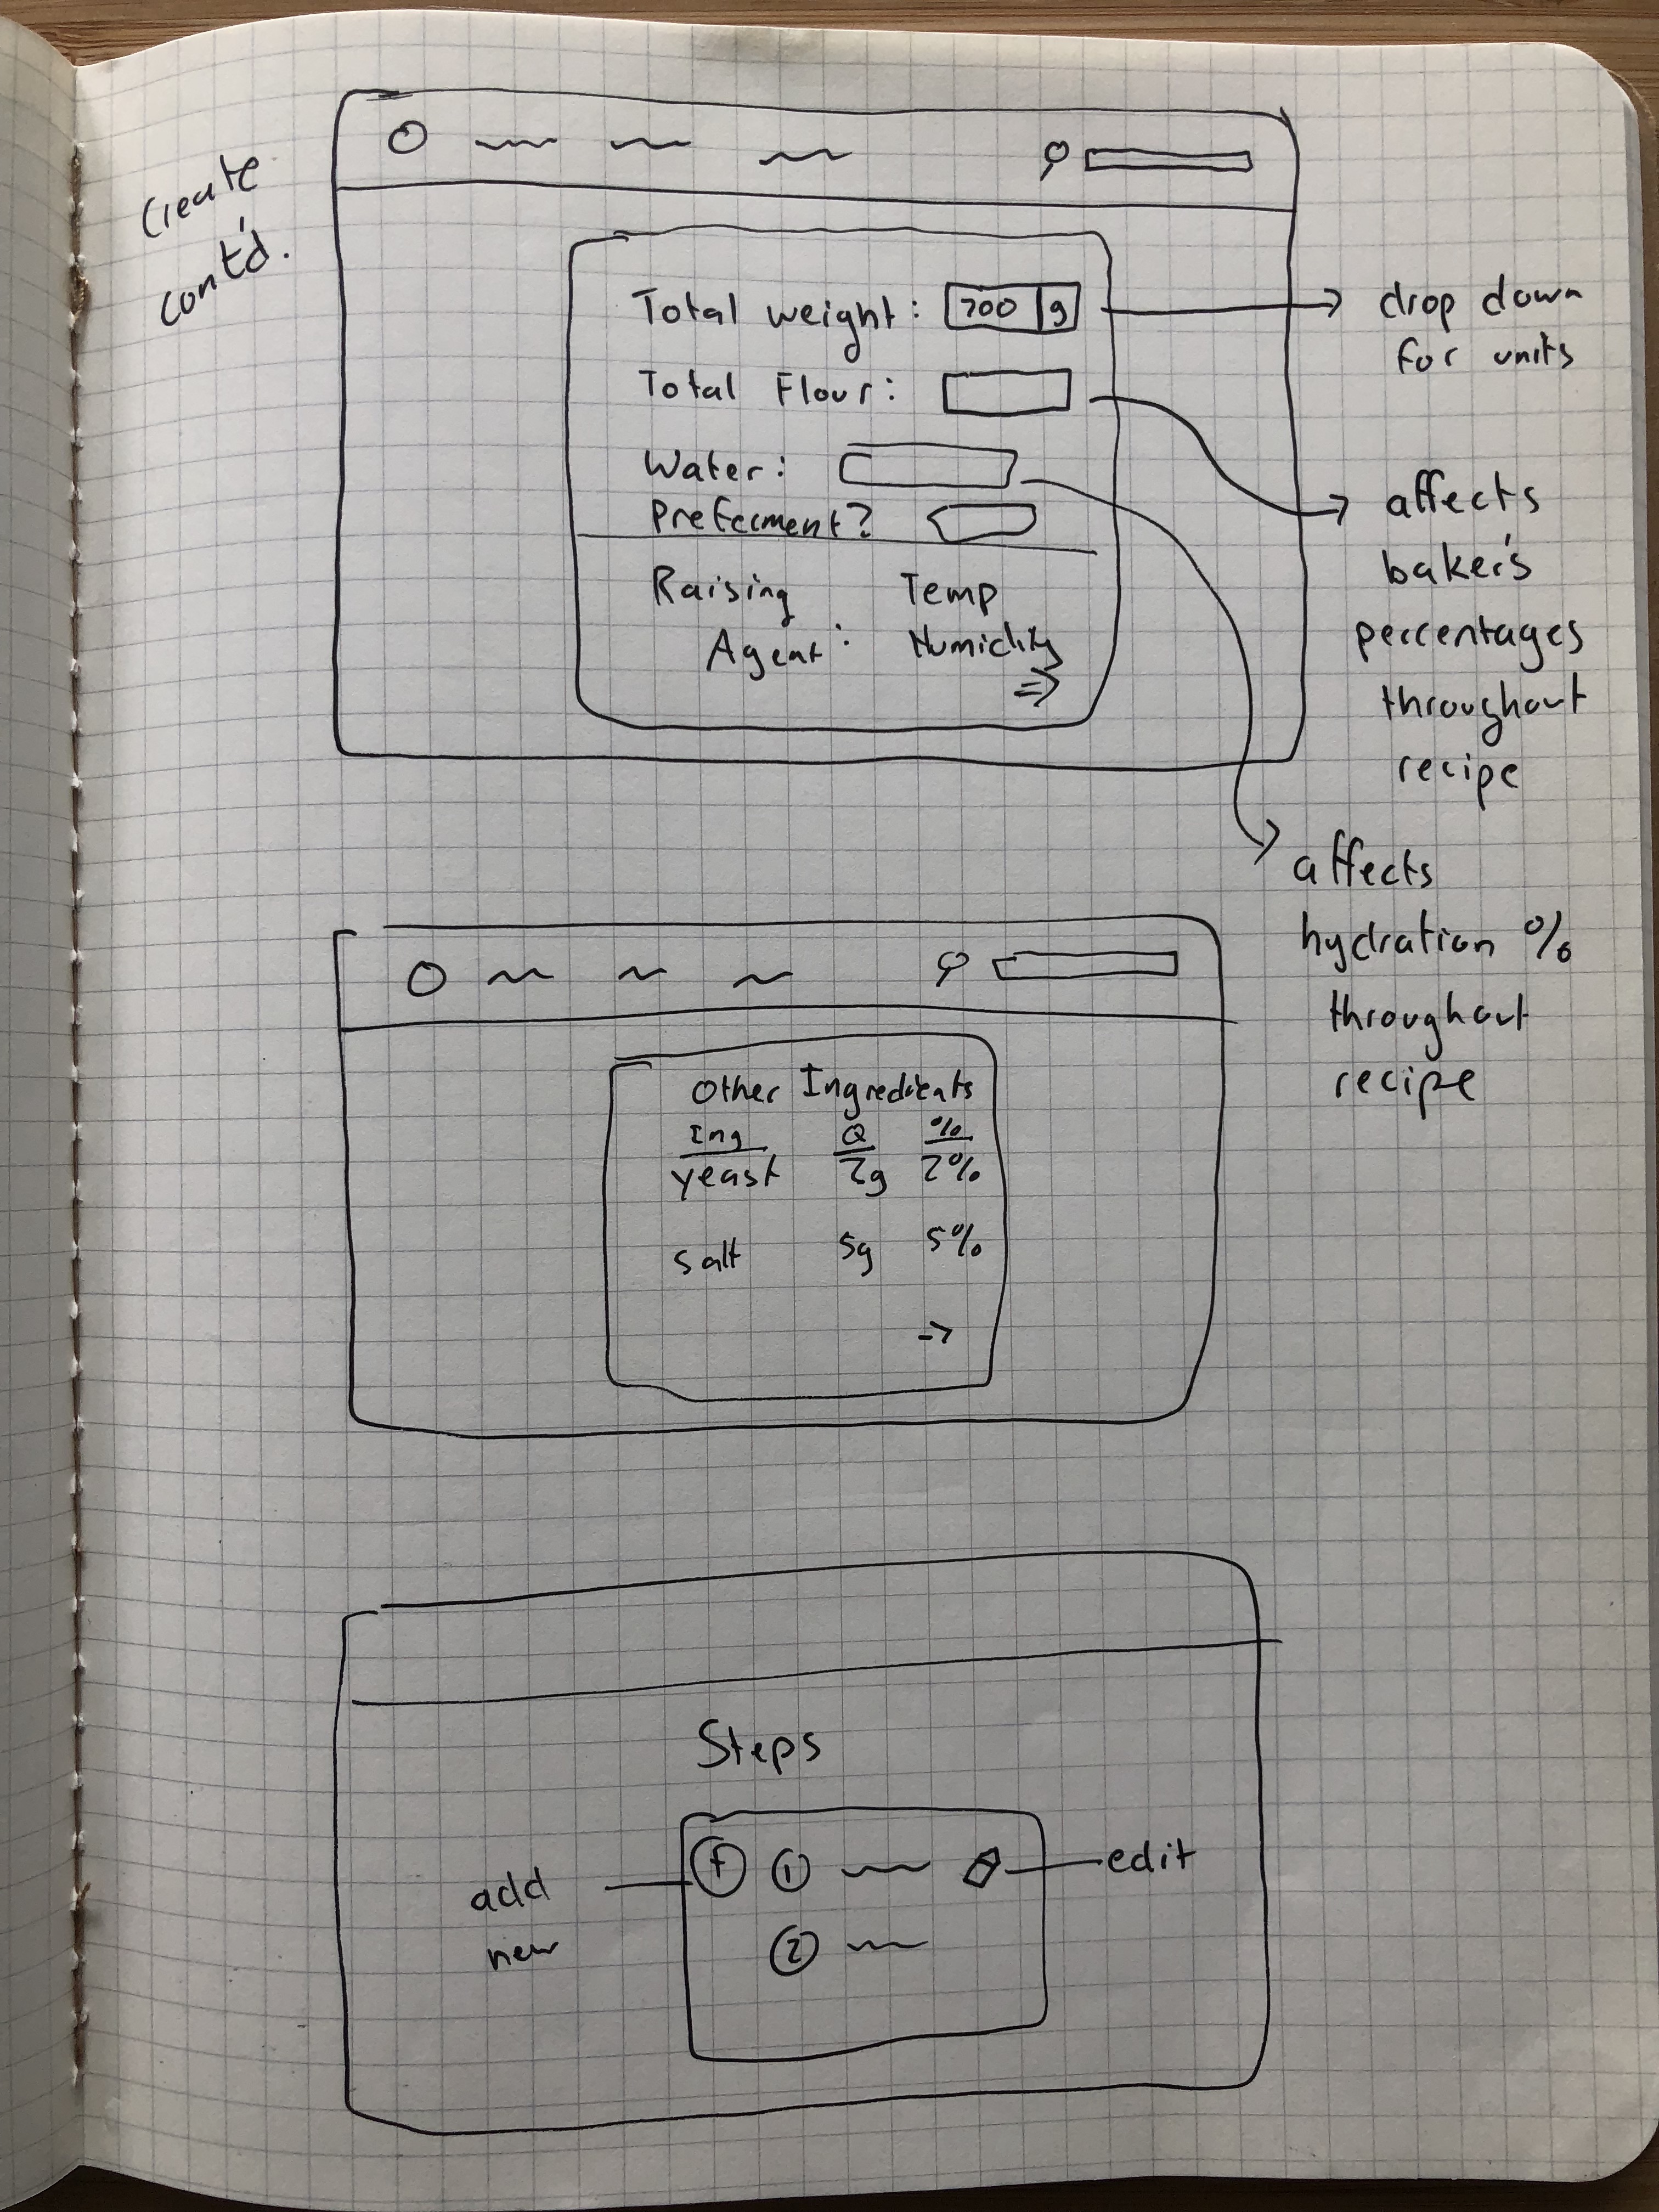 Create
cont'd.
Total weight: 700 g
drop down
for units
Total Flour:
affects
baker's
percentages
throughout
recipe
Water:
affects
hydration %
throughout
recipe
Preferment?
Raising Temp
Agent: Humidity
Other Ingredients
Ing Q %
yeast 2g 2%
salt 5g 5%
Steps
add
new
+ 1
edit
2